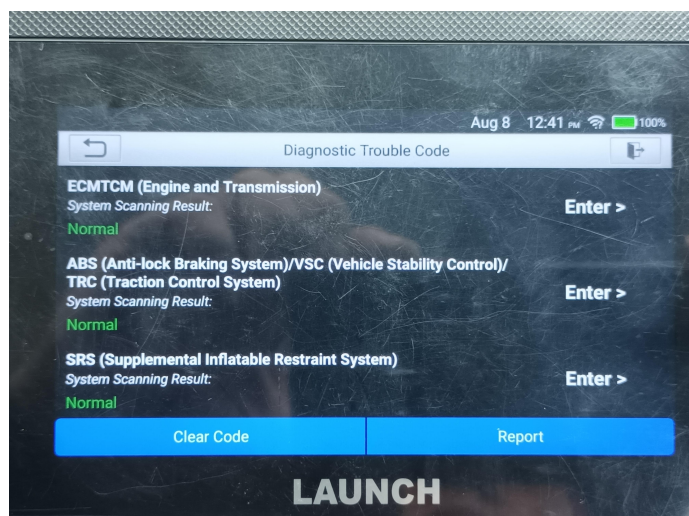 Aug 8 12:41 PM 100%
Diagnostic Trouble Code
ECMTCM (Engine and Transmission)
System Scanning Result:
Enter >
Normal
ABS (Anti-lock Braking System)/VSC (Vehicle Stability Control)/
TRC (Traction Control System)
System Scanning Result:
Enter >
Normal
SRS (Supplemental Inflatable Restraint System)
System Scanning Result:
Enter >
Normal
Clear Code Report
LAUNCH